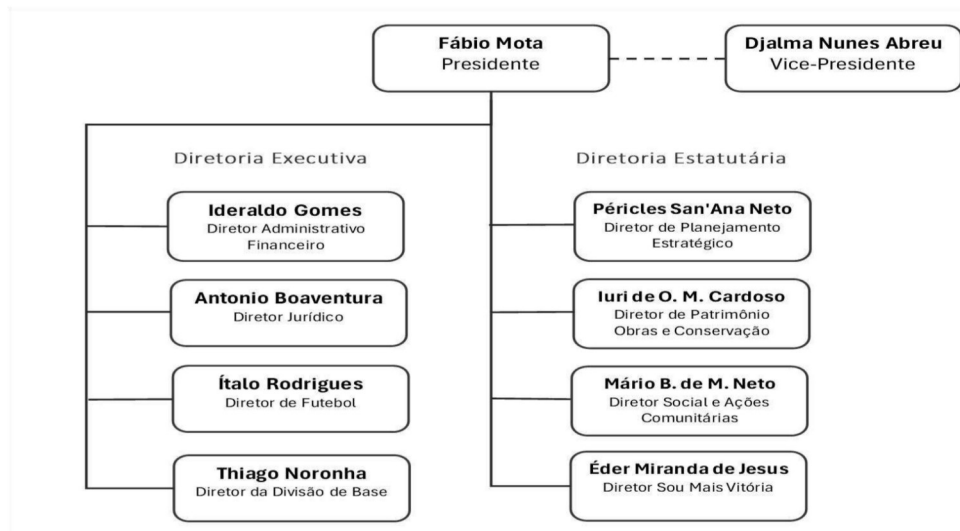 Fábio Mota
Presidente
Djalma Nunes Abreu
Vice-Presidente
Diretoria Executiva
Ideraldo Gomes
Diretor Administrativo
Financeiro
Antonio Boaventura
Diretor Jurídico
Ítalo Rodrigues
Diretor de Futebol
Thiago Noronha
Diretor da Divisão de Base
Diretoria Estatutária
Péricles San'Ana Neto
Diretor de Planejamento
Estratégico
Iuri de O. M. Cardoso
Diretor de Patrimônio
Obras e Conservação
Mário B. de M. Neto
Diretor Social e Ações
Comunitárias
Éder Miranda de Jesus
Diretor Sou Mais Vitória